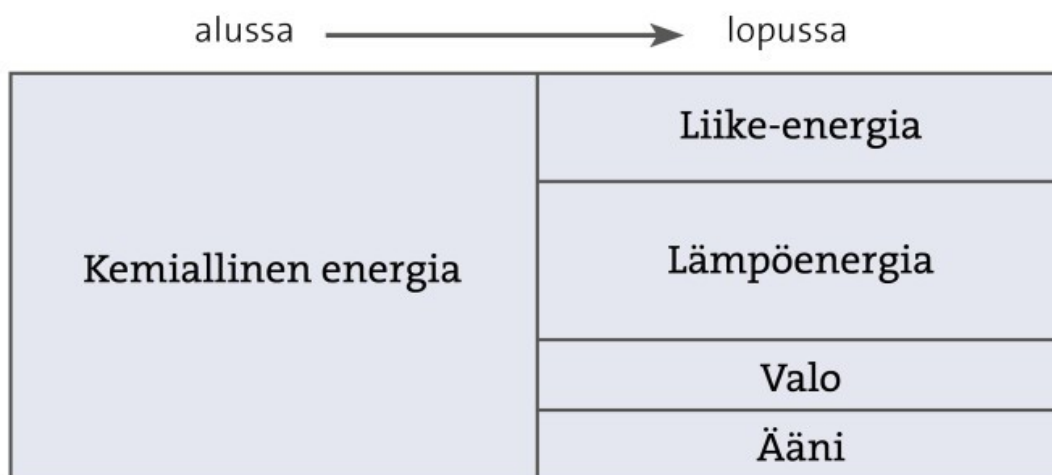 alussa lopussa
Kemiallinen energia
Liike-energia
Lämpöenergia
Valo
Ääni